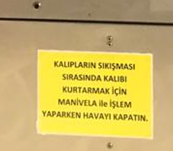 KALIPLARIN SIKIŞMASI
SIRASINDA KALIBI
KURTARMAK İÇİN
MANİVELA ile İŞLEM
YAPARKEN HAVAYI KAPATIN.